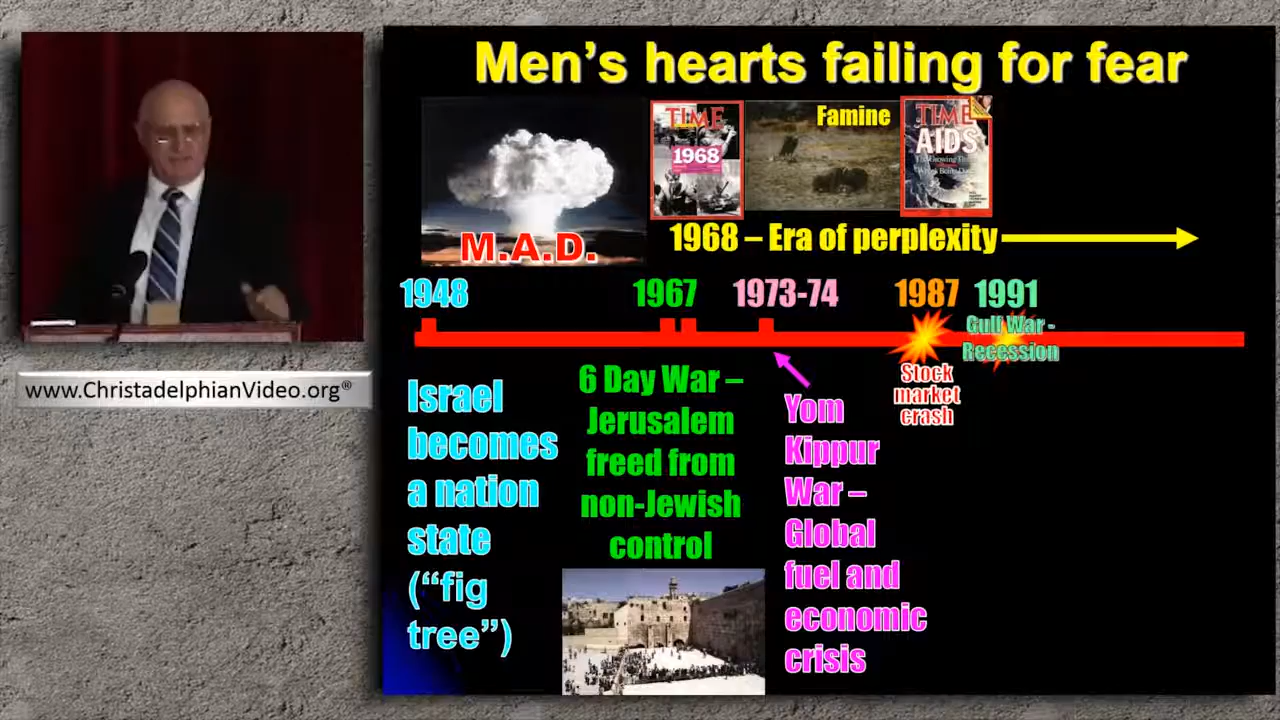 Men's hearts failing for fear
M.A.D.
TIME
1968
Famine
TIME
AIDS
1968 – Era of perplexity
1948
1967
1973-74
1987
1991
Gulf War -
Recession
Stock
market
crash
Israel
becomes
a nation
state
("fig
tree")
6 Day War –
Jerusalem
freed from
non-Jewish
control
Yom
Kippur
War –
Global
fuel and
economic
crisis
www.ChristadelphianVideo.org®